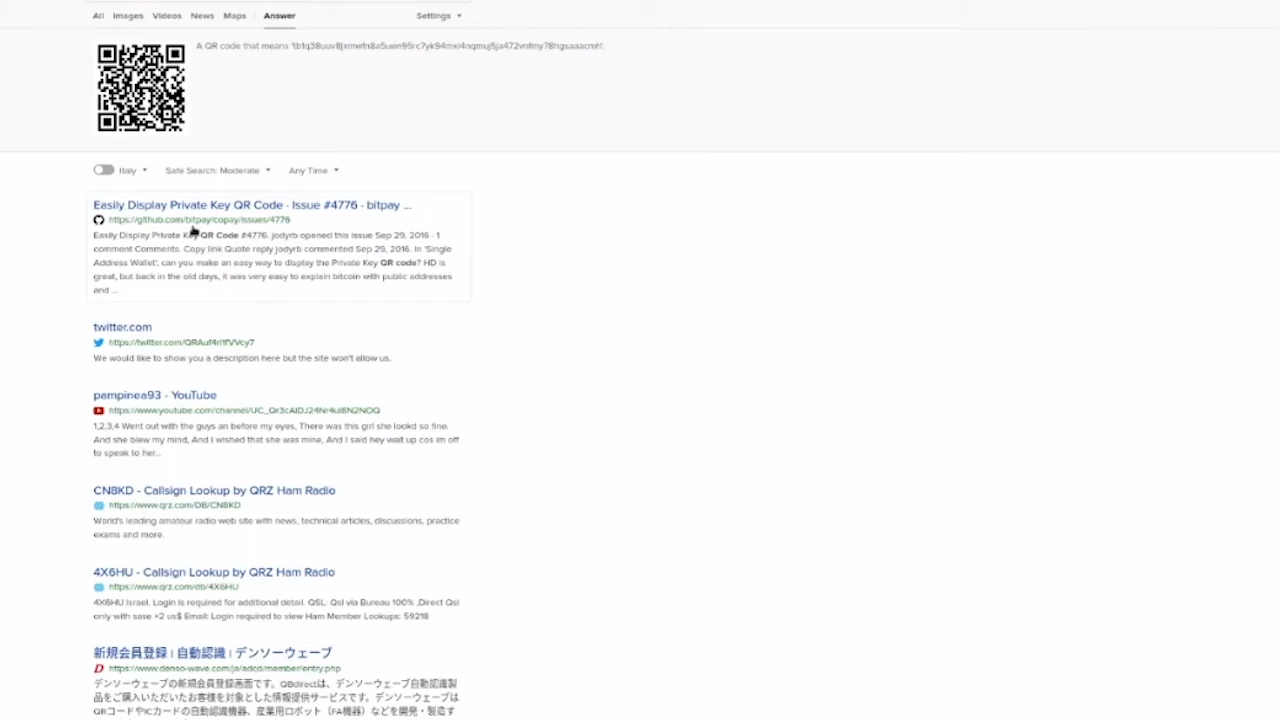 All Images Videos News Maps Answer Settings
A QR code that means
Italy Safe Search: Moderate Any Time
Easily Display Private Key QR Code · Issue #4776 · bitpay ...
https://github.com/bitpay/copay/issues/4776
Easily Display Private Key QR Code #4776. jodyrb opened this issue Sep 29, 2016 · 1
comment Comments. Copy link Quote reply jodyrb commented Sep 29, 2016. In 'Single
Address Wallet', can you make an easy way to display the Private Key QR code? HD is
great, but back in the old days, it was very easy to explain bitcoin with public addresses
and ...
twitter.com
We would like to show you a description here but the site won't allow us.
pampinea93 - YouTube
1,2,3,4 Went out with the guys an before my eyes, There was this girl she lookd so fine.
And she blew my mind, And I wished that she was mine, And I said hey wait up cos im off
to speak to her...
CN8KD - Callsign Lookup by QRZ Ham Radio
https://www.qrz.com/DB/CN8KD
World's leading amateur radio web site with news, technical articles, discussions, practice
exams and more.
4X6HU - Callsign Lookup by QRZ Ham Radio
https://www.qrz.com/db/4X6HU
4X6HU Israel. Login is required for additional detail. QSL: Qsl via Bureau 100% ,Direct Qsl
only with sase +2 us$ Email: Login required to view Ham Member Lookups: 59218
新規会員登録 | 自動認識 | デンソーウェーブ
https://www.denso-wave.com/ja/adcd/member/entry.php
デンソーウェーブの新規会員登録画面です。QBdirectは、デンソーウェーブ自動認識製
品をご購入いただいたお客様を対象とした情報提供サービスです。デンソーウェーブは
QRコードやICカードの自動認識機器、産業用ロボット（FA機器）などを開発・製造す